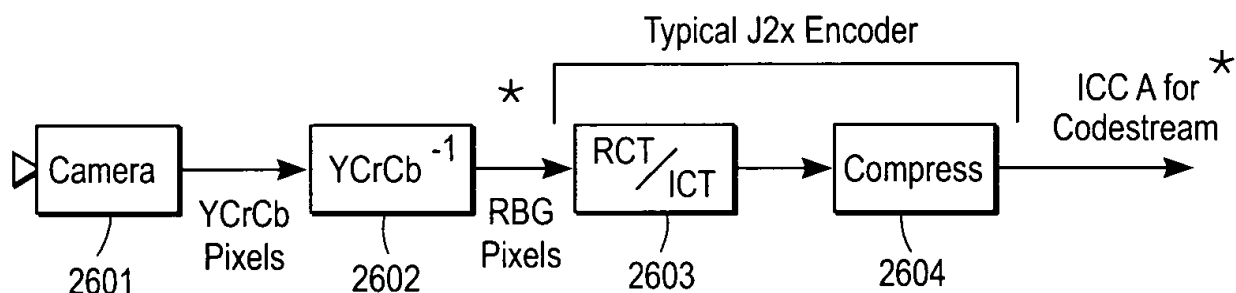 Typical J2x Encoder
*
ICC A for *
Codestream
Camera
YCrCb -1
RCT/ICT
Compress
YCrCb
Pixels
RBG
Pixels
2601
2602
2603
2604